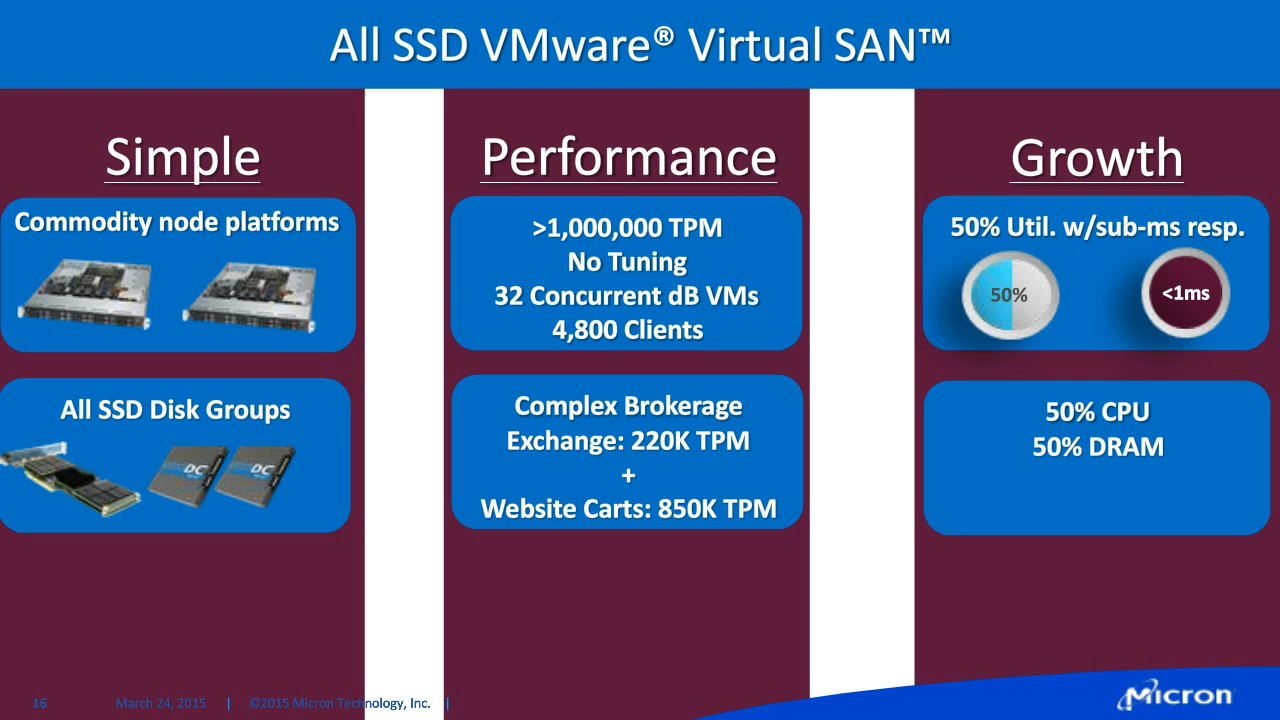 All SSD VMware® Virtual SAN™
Simple
Commodity node platforms
All SSD Disk Groups
DC
DC
Performance
>1,000,000 TPM
No Tuning
32 Concurrent dB VMs
4,800 Clients
Complex Brokerage
Exchange: 220K TPM
+
Website Carts: 850K TPM
Growth
50% Util. w/sub-ms resp.
50%
<1ms
50% CPU
50% DRAM
16 March 24, 2015 | ©2015 Micron Technology, Inc. |
Micron